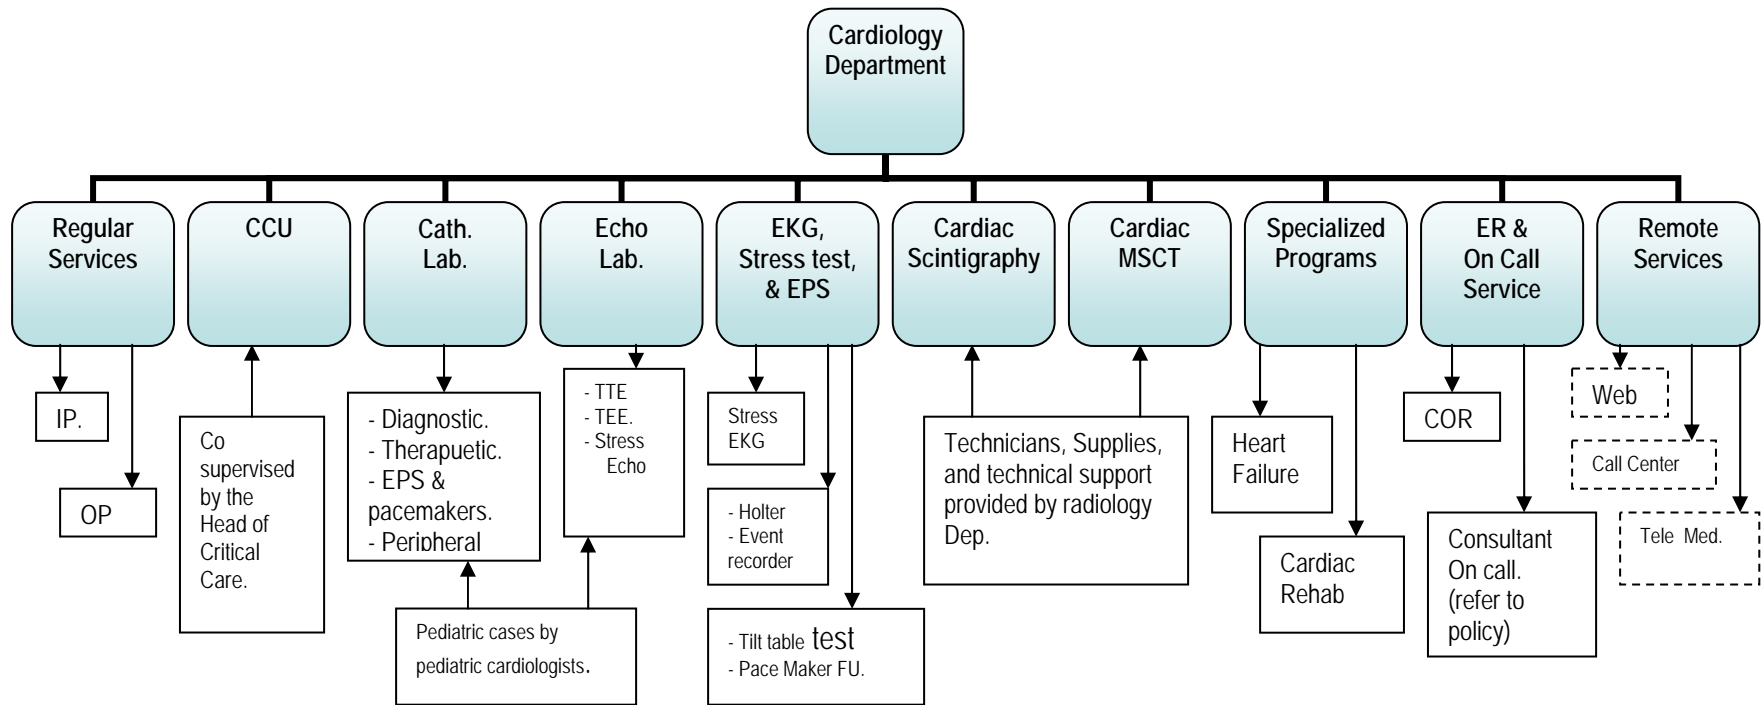 Cardiology
Department
Regular
Services
CCU
Cath.
Lab.
Echo
Lab.
EKG,
Stress test,
& EPS
Cardiac
Scintigraphy
Cardiac
MSCT
Specialized
Programs
ER &
On Call
Service
Remote
Services
IP.
OP
Co
supervised
by the
Head of
Critical
Care.
- Diagnostic.
- Therapuetic.
- EPS &
pacemakers.
- Peripheral
- TTE
- TEE.
- Stress
Echo
Pediatric cases by
pediatric cardiologists.
Stress
EKG
- Holter
- Event
recorder
- Tilt table test
- Pace Maker FU.
Technicians, Supplies,
and technical support
provided by radiology
Dep.
Heart
Failure
Cardiac
Rehab
COR
Consultant
On call.
(refer to
policy)
Web
Call Center
Tele Med.